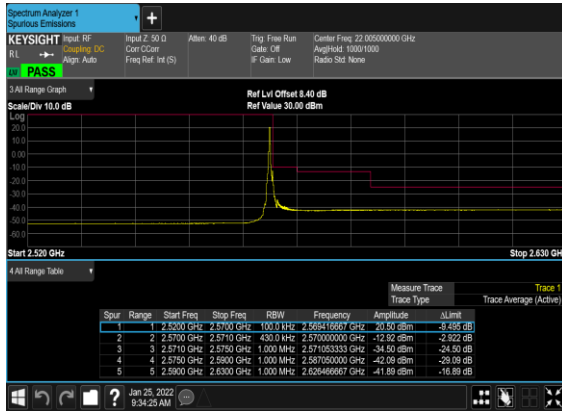 Spectrum Analyzer 1
Spurious Emissions
KEYSIGHT Input: RF Input Z: 50 Ω Atten: 40 dB Trig: Free Run Center Freq: 22.005000000 GHz
RL Coupling: DC Corr CCorr Gate: Off Avg|Hold: 1000/1000
Align: Auto Freq Ref: Int (S) IF Gain: Low Radio Std: None
PASS
3 All Range Graph
Ref Lvl Offset 8.40 dB
Scale/Div 10.0 dB Ref Value 30.00 dBm
Log
20.0
10.0
0.00
-10.0
-20.0
-30.0
-40.0
-50.0
-60.0
Start 2.520 GHz Stop 2.630 GH
4 All Range Table
Measure Trace Trace 1
Trace Type Trace Average (Active)
Spur Range Start Freq Stop Freq RBW Frequency Amplitude ΔLimit
1 1 2.5200 GHz 2.5700 GHz 100.0 kHz 2.569416667 GHz 20.50 dBm -9.495 dB
2 2 2.5700 GHz 2.5710 GHz 430.0 kHz 2.570000000 GHz -12.92 dBm -2.922 dB
3 3 2.5710 GHz 2.5750 GHz 1.000 MHz 2.571053333 GHz -34.50 dBm -24.50 dB
4 4 2.5750 GHz 2.5900 GHz 1.000 MHz 2.587050000 GHz -42.09 dBm -29.09 dB
5 5 2.5900 GHz 2.6300 GHz 1.000 MHz 2.626466667 GHz -41.89 dBm -16.89 dB
Jan 25, 2022
9:34:25 AM